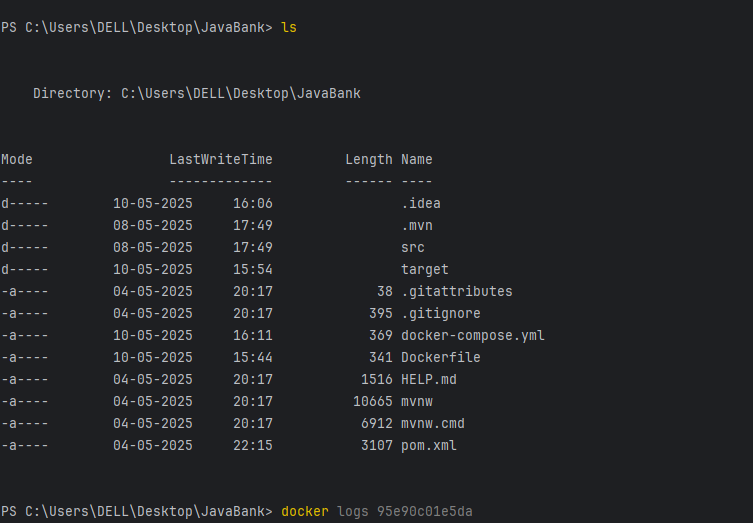 PS C:\Users\DELL\Desktop\JavaBank> ls
Directory: C:\Users\DELL\Desktop\JavaBank
Mode LastWriteTime Length Name
---- ------------- ------ ----
d----- 10-05-2025 16:06 .idea
d----- 08-05-2025 17:49 .mvn
d----- 08-05-2025 17:49 src
d----- 10-05-2025 15:54 target
-a---- 04-05-2025 20:17 38 .gitattributes
-a---- 04-05-2025 20:17 395 .gitignore
-a---- 10-05-2025 16:11 369 docker-compose.yml
-a---- 10-05-2025 15:44 341 Dockerfile
-a---- 04-05-2025 20:17 1516 HELP.md
-a---- 04-05-2025 20:17 10665 mvnw
-a---- 04-05-2025 20:17 6912 mvnw.cmd
-a---- 04-05-2025 22:15 3107 pom.xml
PS C:\Users\DELL\Desktop\JavaBank> docker logs 95e90c01e5da